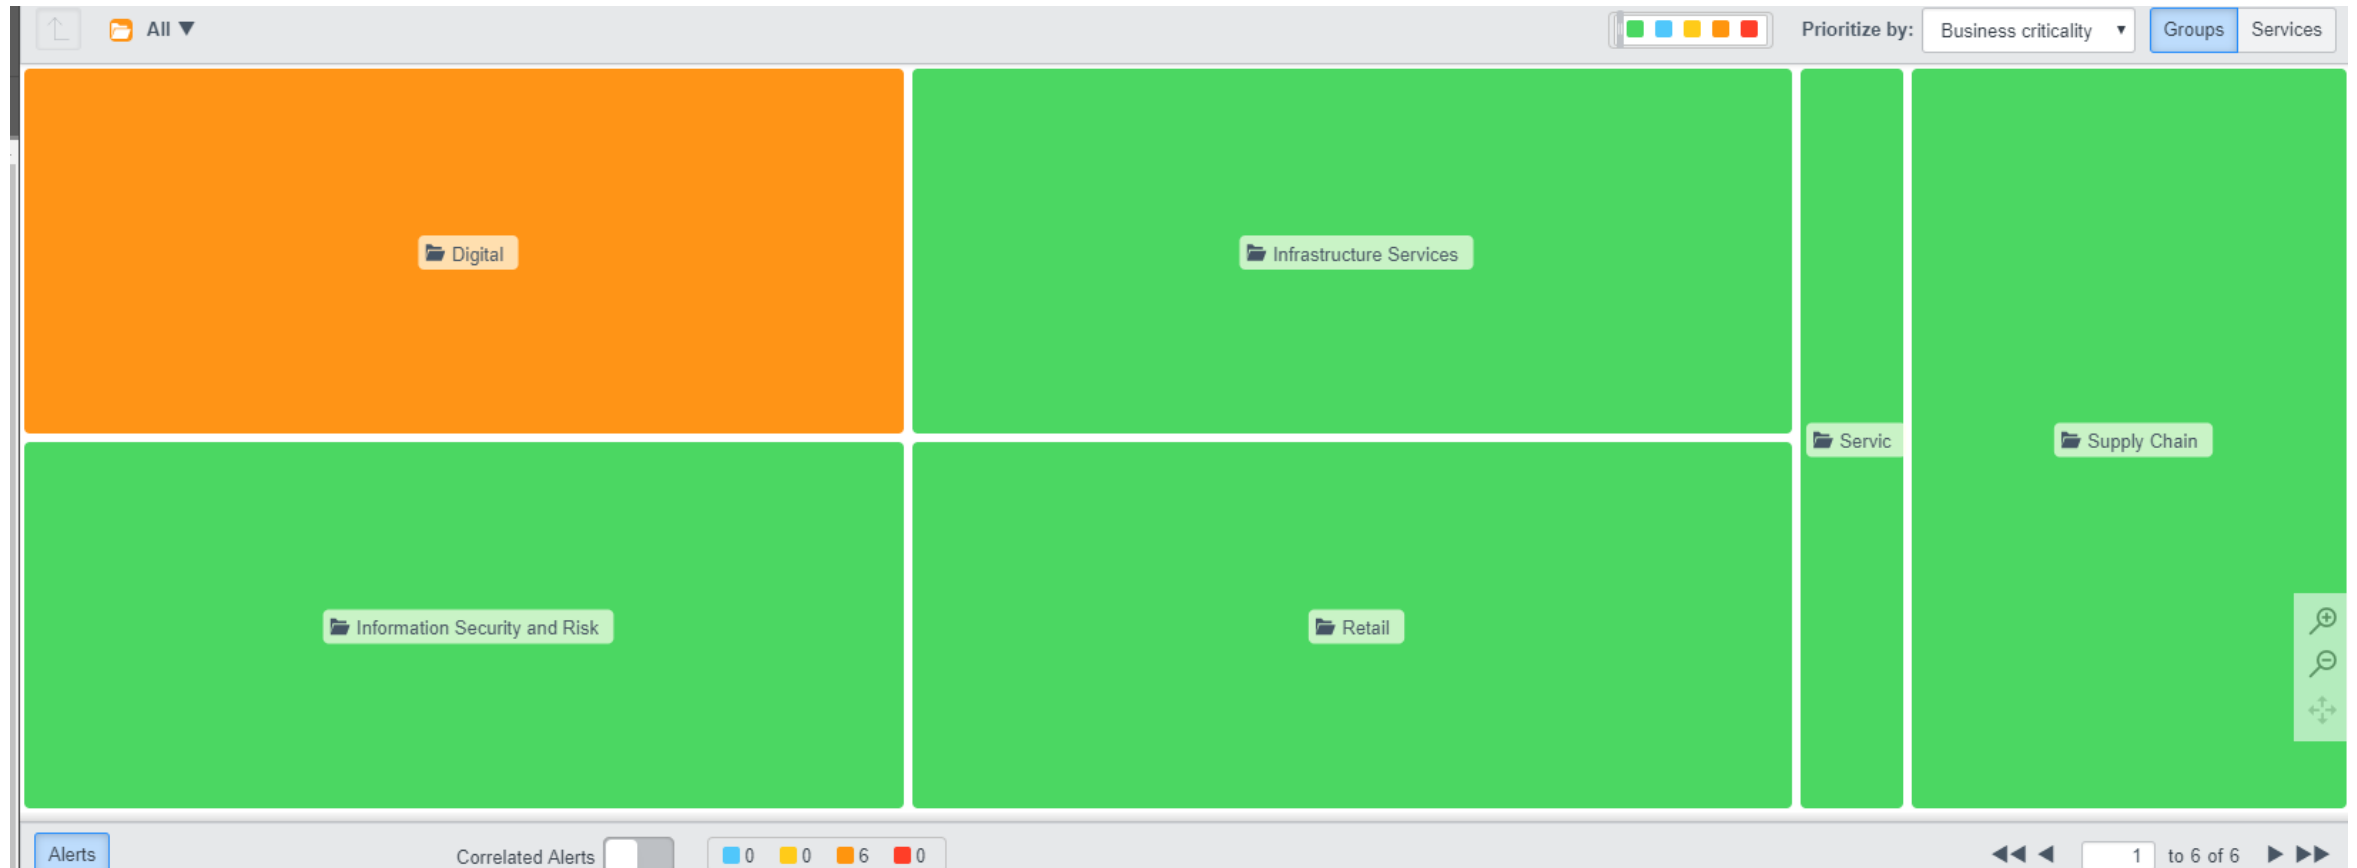 All ▼
Prioritize by: Business criticality ▼ Groups Services
Digital
Infrastructure Services
Servic
Supply Chain
Information Security and Risk
Retail
Alerts
Correlated Alerts 0 0 6 0
1 to 6 of 6